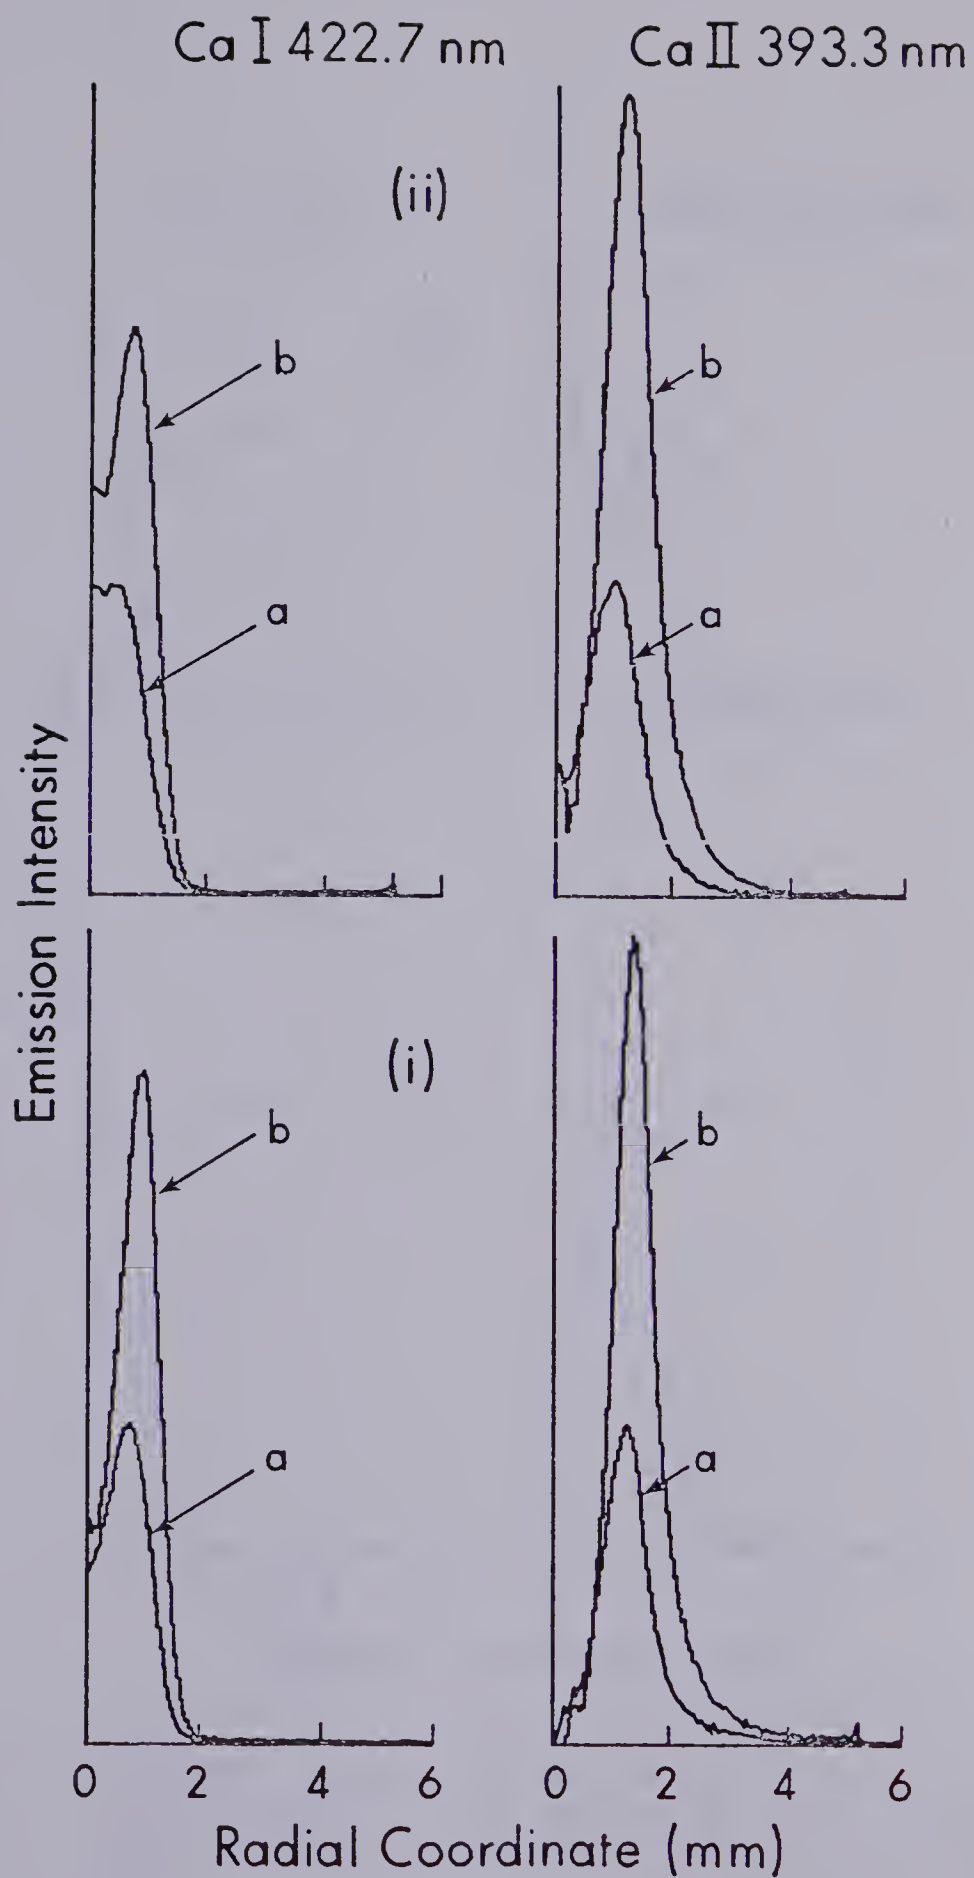 Ca I 422.7 nm
Ca II 393.3 nm
(ii)
b
a
b
a
Emission Intensity
(i)
b
a
b
a
0 2 4 6
0 2 4 6
Radial Coordinate (mm)